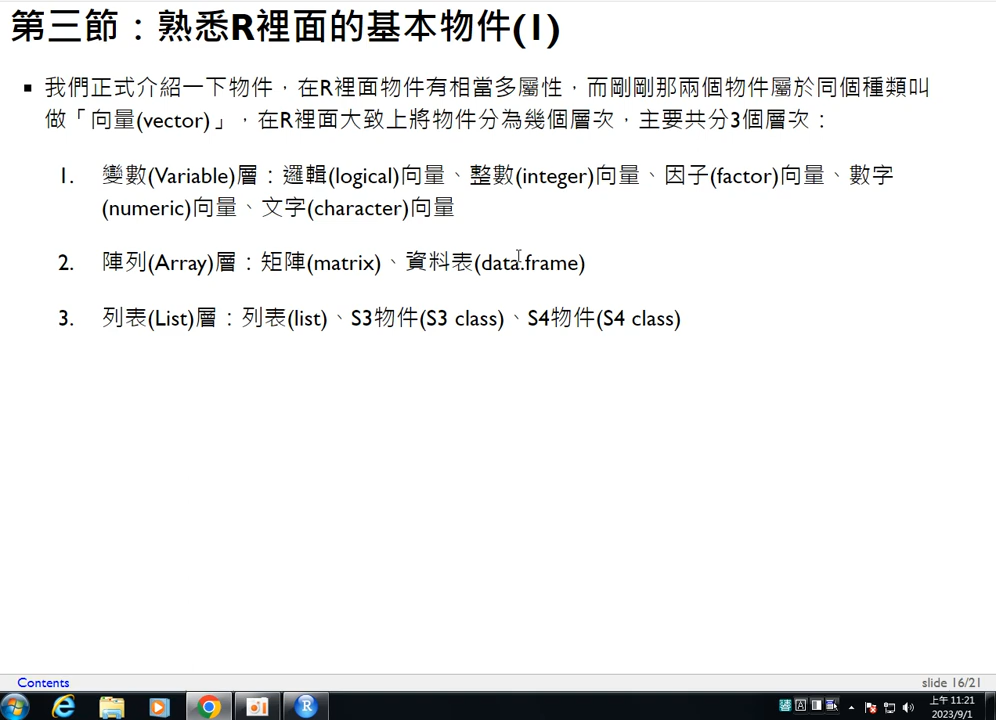 第三節：熟悉R裡面的基本物件(1)
▪ 我們正式介紹一下物件，在R裡面物件有相當多屬性，而剛剛那兩個物件屬於同個種類叫
做「向量(vector)」，在R裡面大致上將物件分為幾個層次，主要共分3個層次：
1. 變數(Variable)層：邏輯(logical)向量、整數(integer)向量、因子(factor)向量、數字
(numeric)向量、文字(character)向量
2. 陣列(Array)層：矩陣(matrix)、資料表(data.frame)
3. 列表(List)層：列表(list)、S3物件(S3 class)、S4物件(S4 class)
Contents
slide 16/21
上午 11:21
2023/9/1